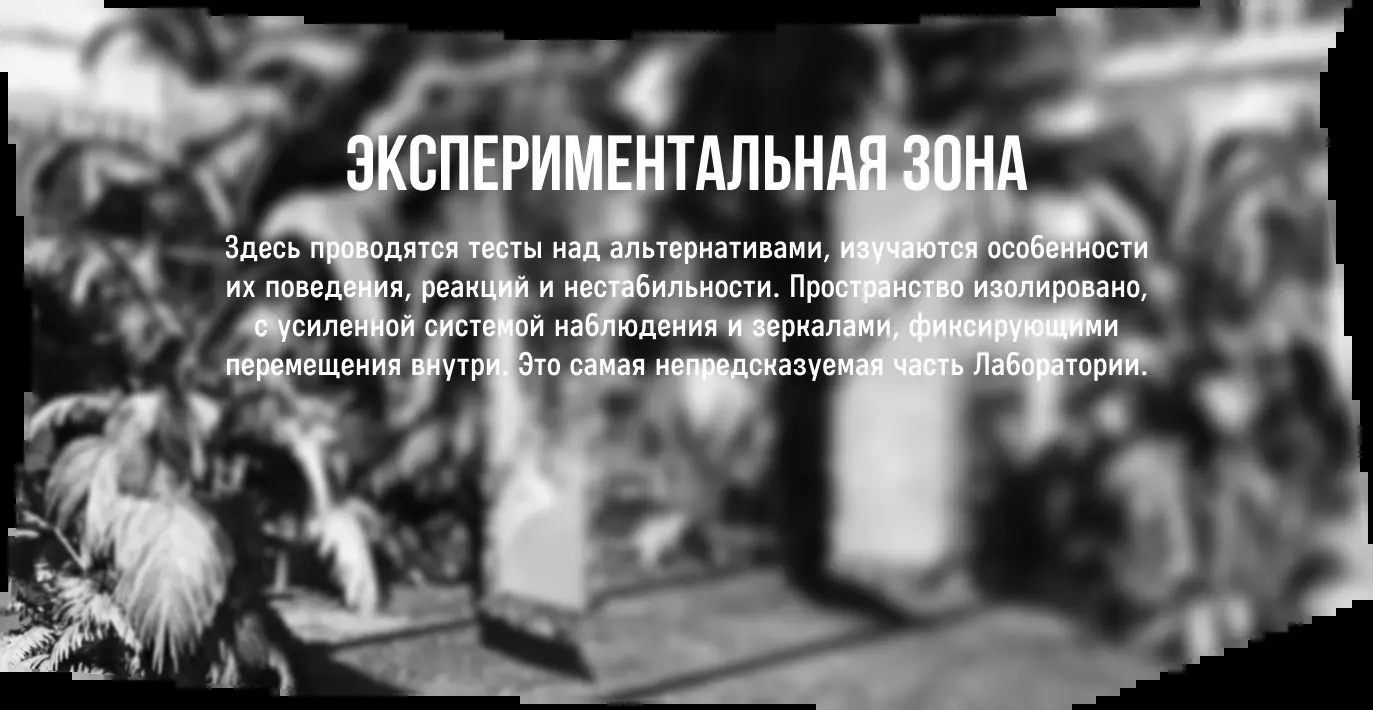 ЭКСПЕРИМЕНТАЛЬНАЯ ЗОНА
Здесь проводятся тесты над альтернативами, изучаются особенности
их поведения, реакций и нестабильности. Пространство изолировано,
с усиленной системой наблюдения и зеркалами, фиксирующими
перемещения внутри. Это самая непредсказуемая часть Лаборатории.